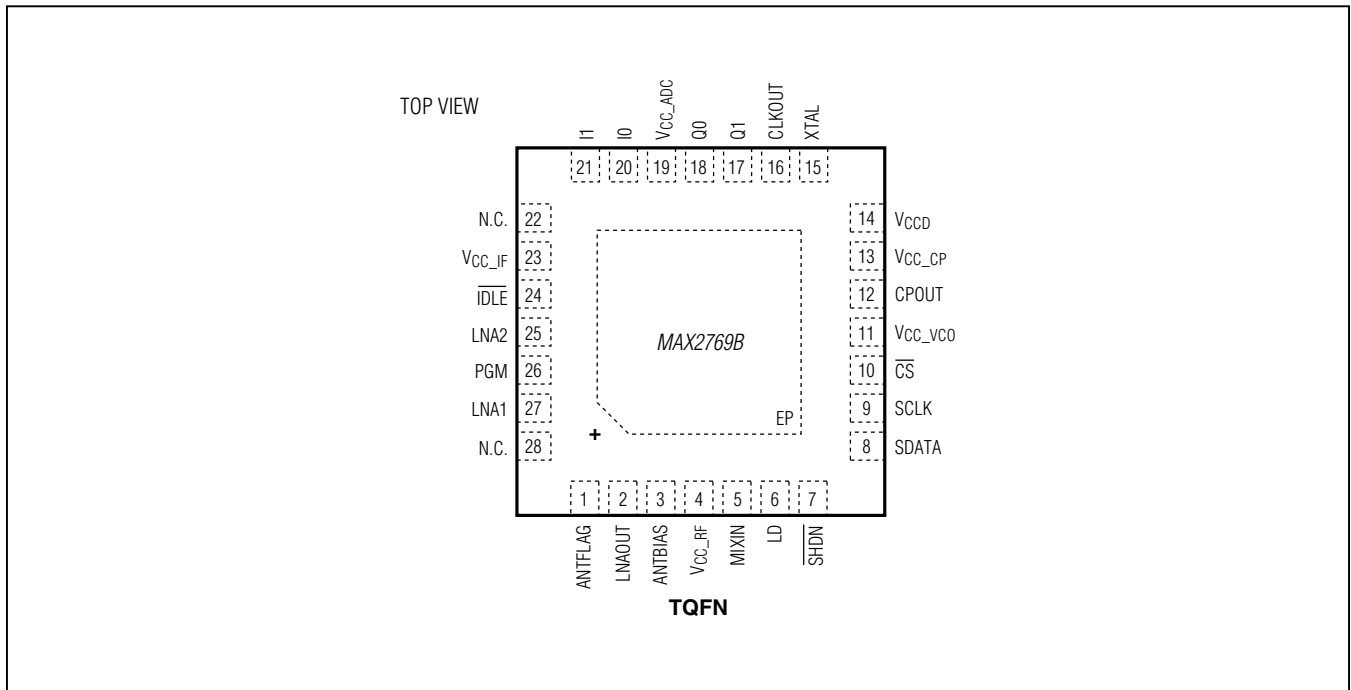 TOP VIEW
I1
I0
VCC_ADC
Q0
Q1
CLKOUT
XTAL
21 20 19 18 17 16 15
N.C. 22
14 VCCD
VCC_IF 23
13 VCC_CP
IDLE 24
12 CPOUT
LNA2 25
11 VCC_VCO
MAX2769B
PGM 26
10 CS
LNA1 27
9 SCLK
EP
+
N.C. 28
8 SDATA
1 2 3 4 5 6 7
ANTFLAG
LNAOUT
ANTBIAS
VCC_RF
MIXIN
LD
SHDN
TQFN